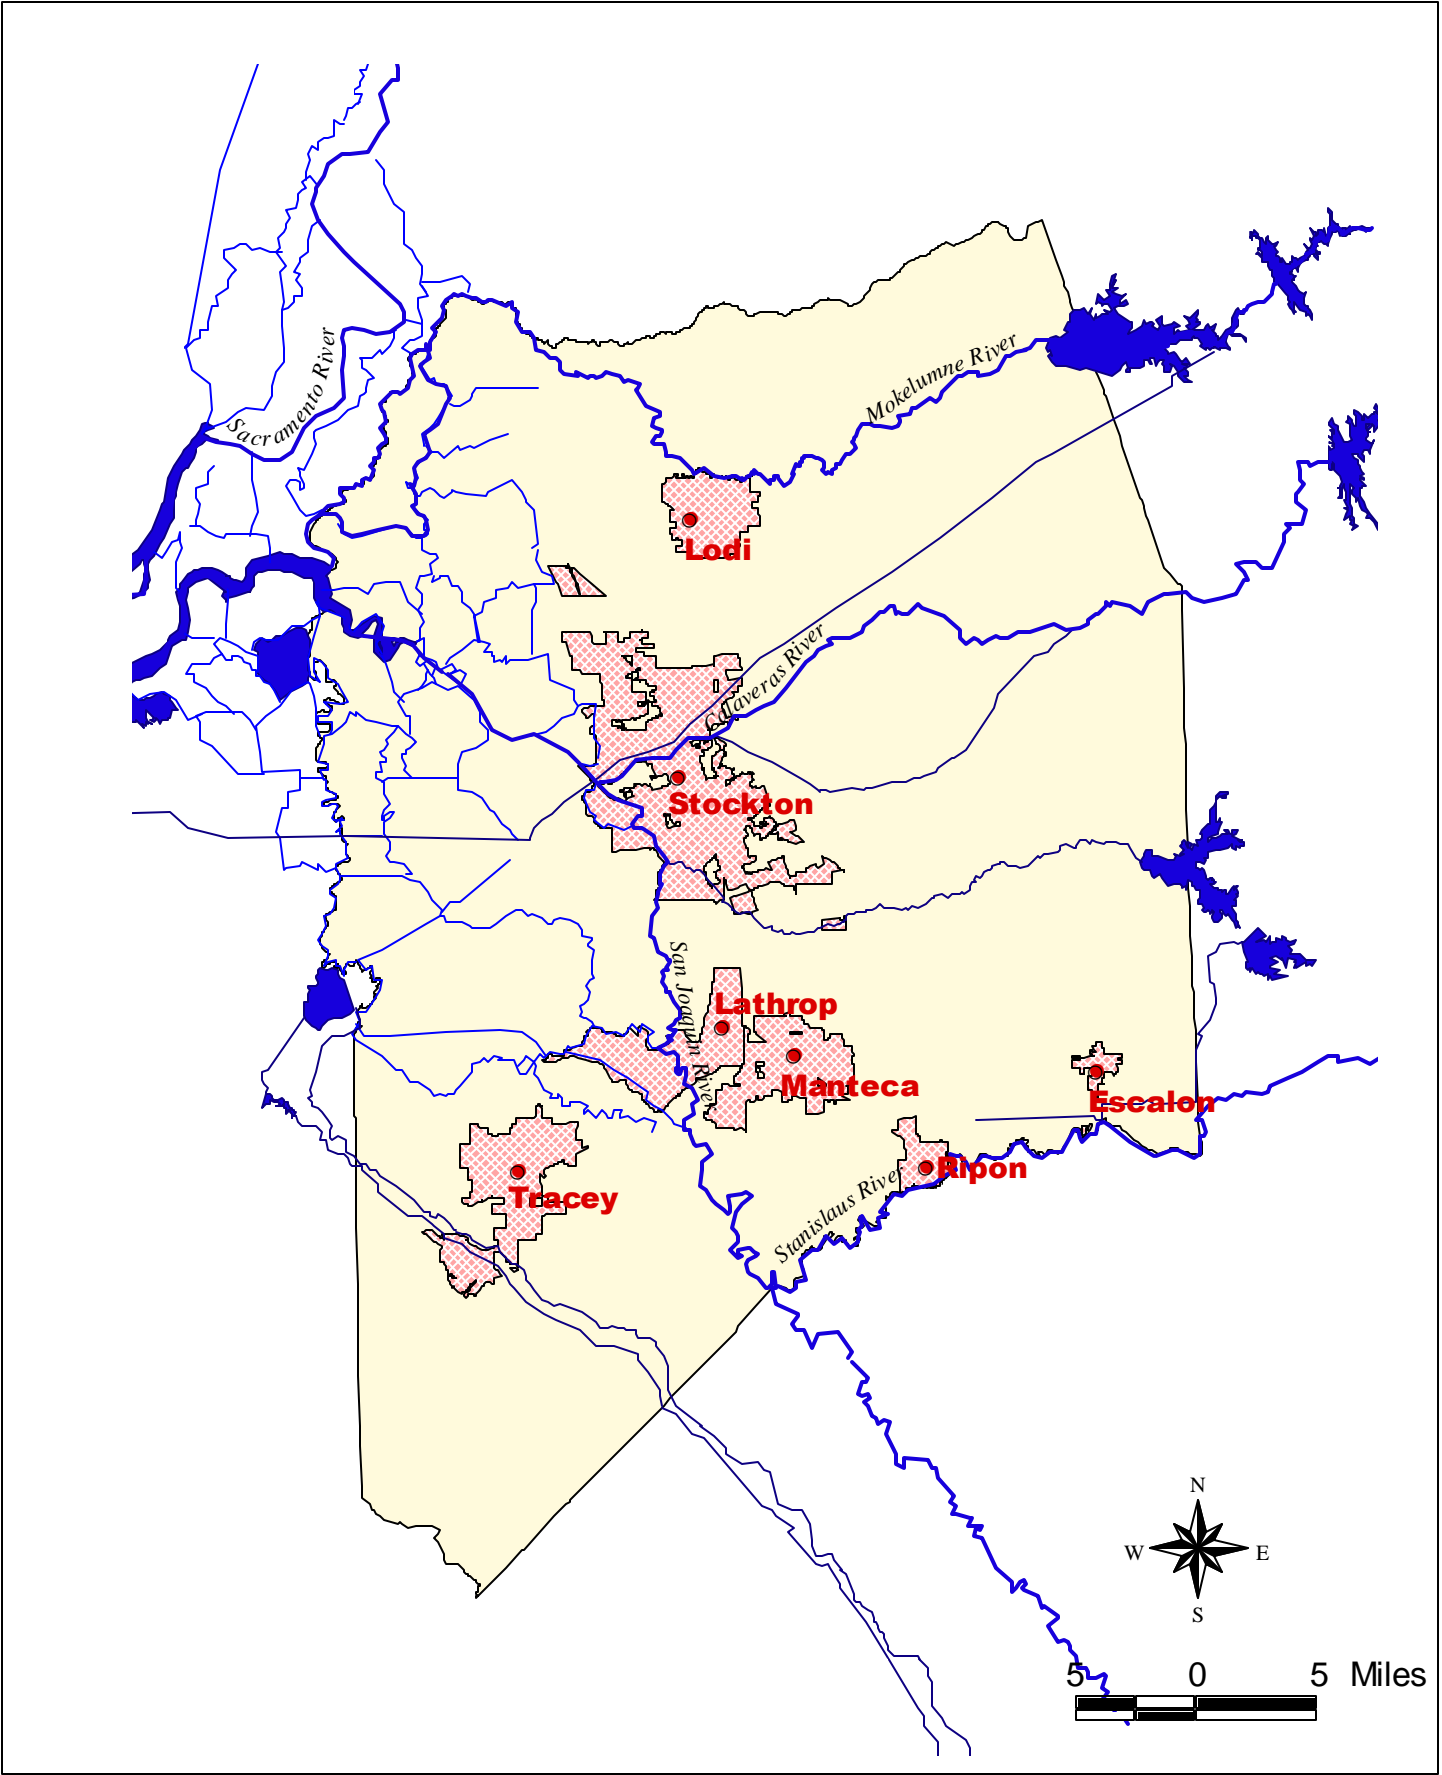 Sacramento River
Mokelumne River
Lodi
Calaveras River
Stockton
San Joaquin River
Lathrop
Manteca
Escalon
Ripon
Tracey
Stanislaus River
N
W E
S
5 0 5 Miles